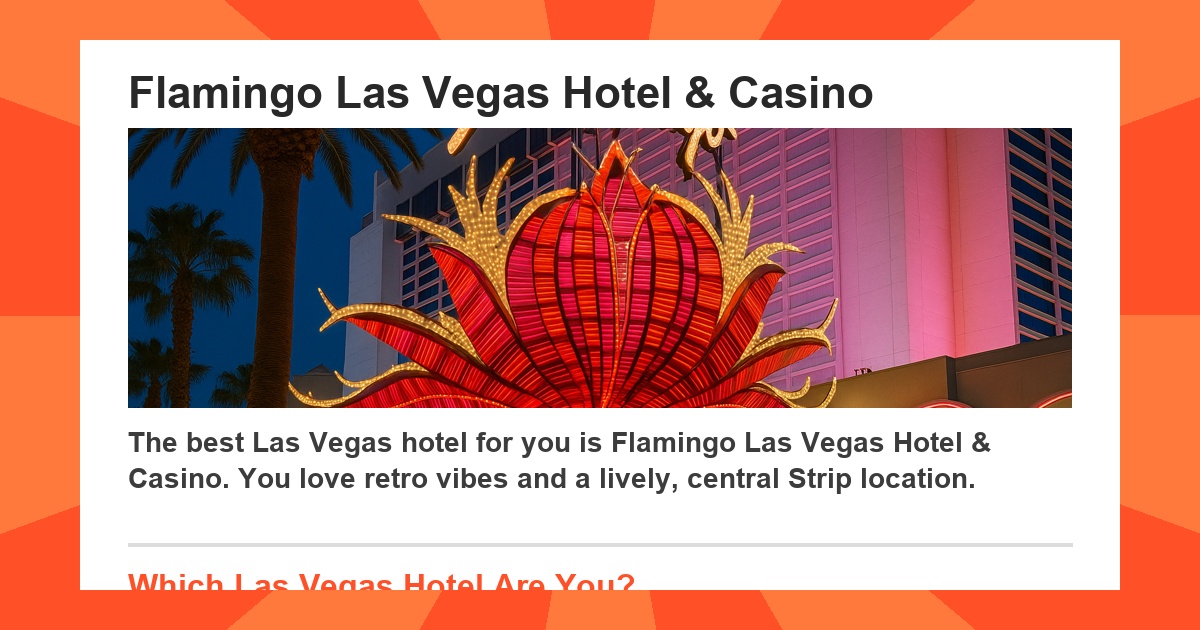 Flamingo Las Vegas Hotel & Casino
The best Las Vegas hotel for you is Flamingo Las Vegas Hotel &
Casino. You love retro vibes and a lively, central Strip location.
Which Las Vegas Hotel Are You?